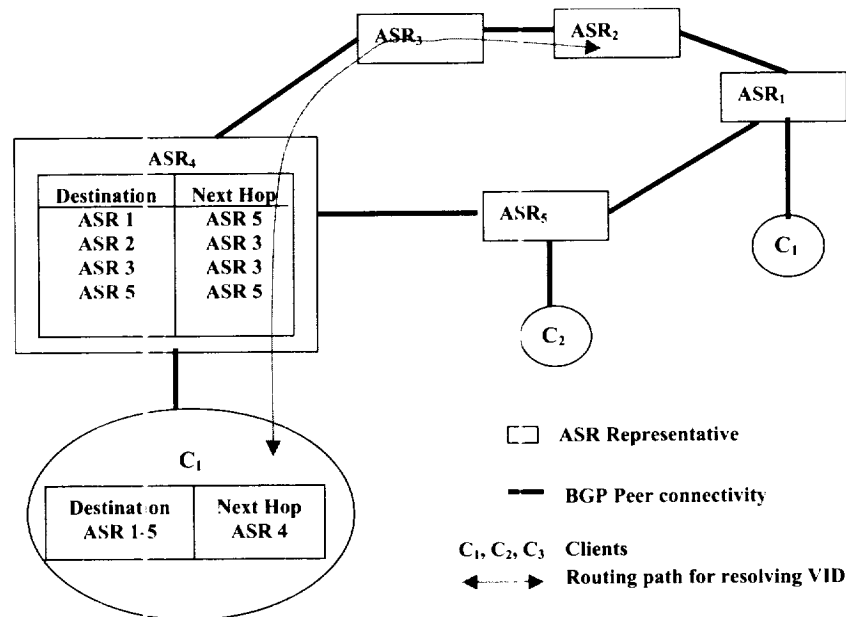 ASR₃
ASR₂
ASR₁
ASR₄
Destination Next Hop
ASR 1 ASR 5
ASR 2 ASR 3
ASR 3 ASR 3
ASR 5 ASR 5
ASR₅
C₁
C₂
C₁
Destination Next Hop
ASR 1-5 ASR 4
ASR Representative
BGP Peer connectivity
C₁, C₂, C₃ Clients
Routing path for resolving VID